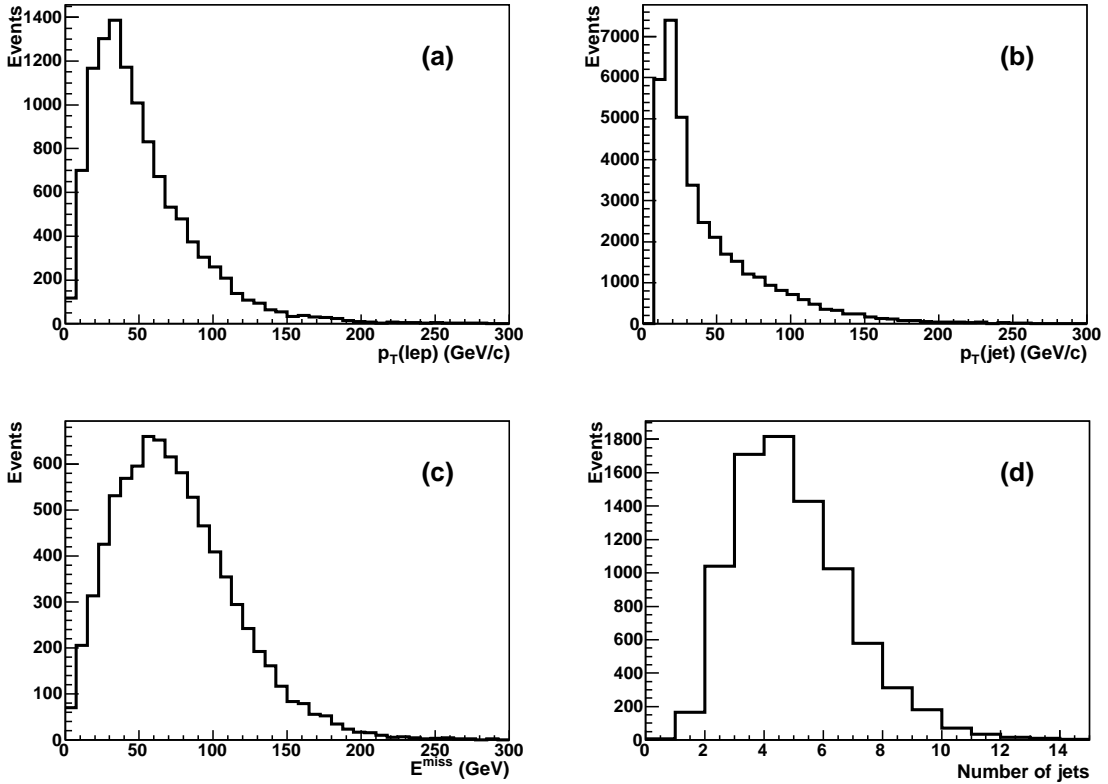 Events
1400
1200
1000
800
600
400
200
0
(a)
0 50 100 150 200 250 300
p_T(lep) (GeV/c)
Events
7000
6000
5000
4000
3000
2000
1000
0
(b)
0 50 100 150 200 250 300
p_T(jet) (GeV/c)
Events
600
500
400
300
200
100
0
(c)
0 50 100 150 200 250 300
E^miss (GeV)
Events
1800
1600
1400
1200
1000
800
600
400
200
0
(d)
0 2 4 6 8 10 12 14
Number of jets